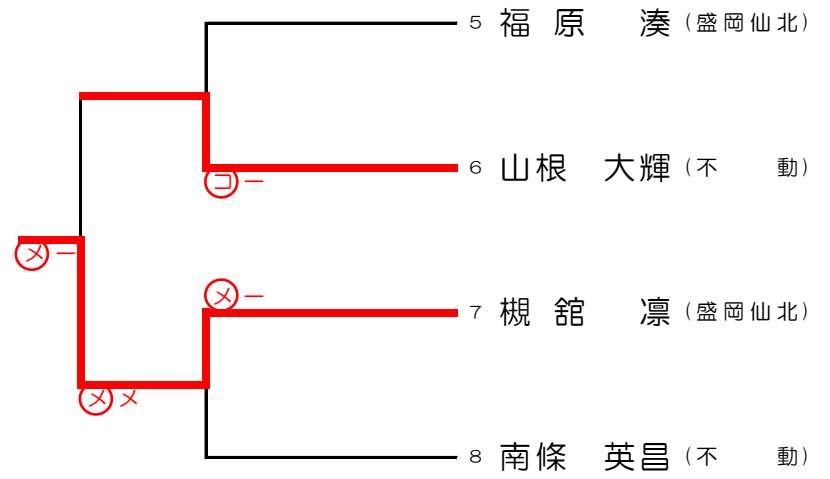 5 福原 湊 (盛岡仙北)
6 山根 大輝 (不 動)
コー
メー
メー
7 槻舘 凛 (盛岡仙北)
メメ
8 南條 英昌 (不 動)